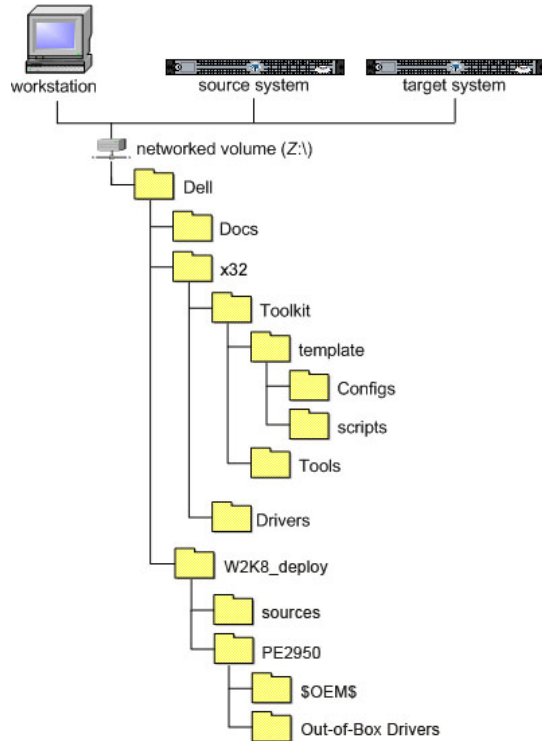 workstation
source system
target system
networked volume (Z:\)
Dell
Docs
x32
Toolkit
template
Configs
scripts
Tools
Drivers
W2K8_deploy
sources
PE2950
$OEM$
Out-of-Box Drivers